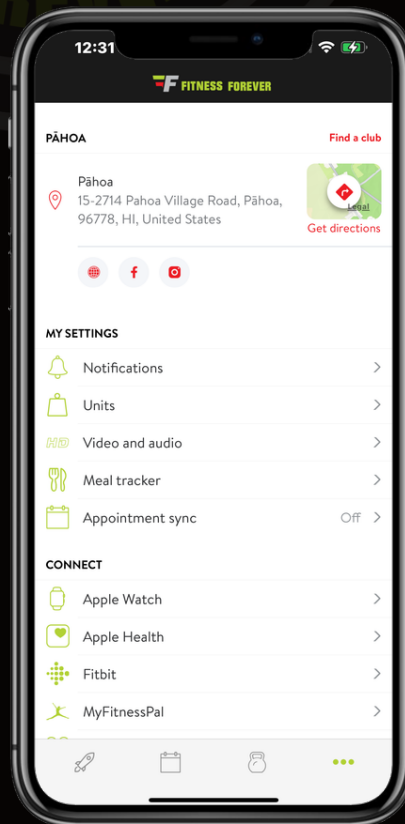 12:31
FITNESS FOREVER
PĀHOA
Find a club
Pāhoa
15-2714 Pahoa Village Road, Pāhoa,
96778, HI, United States
Legal
Get directions
MY SETTINGS
Notifications
Units
HD
Video and audio
Meal tracker
Appointment sync
Off
CONNECT
Apple Watch
Apple Health
Fitbit
MyFitnessPal